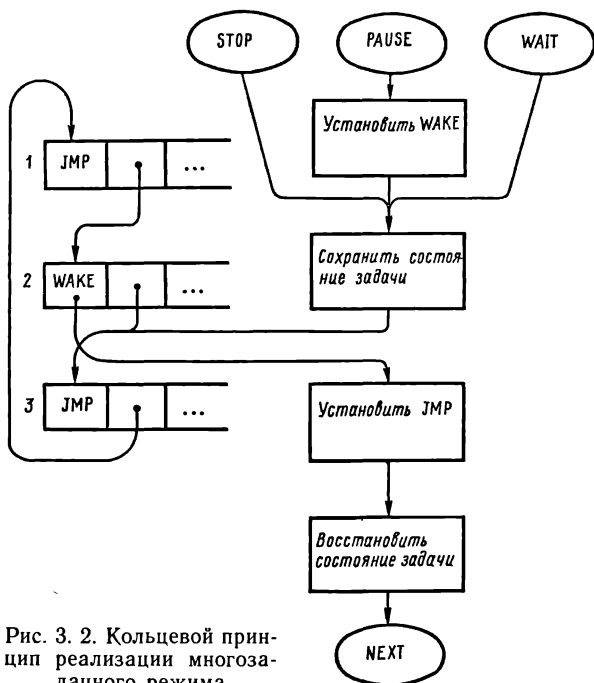 STOP
PAUSE
WAIT
Установить WAKE
1 JMP ...
Сохранить состоя-
ние задачи
2 WAKE ...
3 JMP ...
Установить JMP
Восстановить
состояние задачи
NEXT
Рис. 3. 2. Кольцевой прин-
цип реализации многоза-
дачного режима